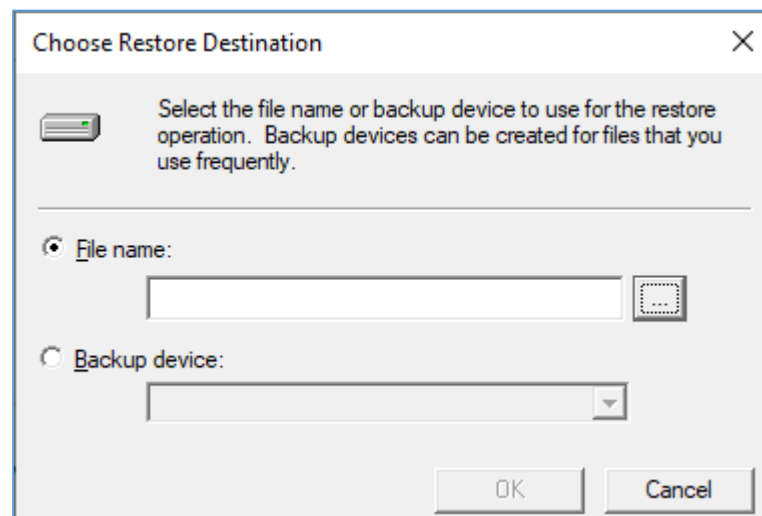 Choose Restore Destination
Select the file name or backup device to use for the restore
operation. Backup devices can be created for files that you
use frequently.
File name:
...
Backup device:
OK
Cancel